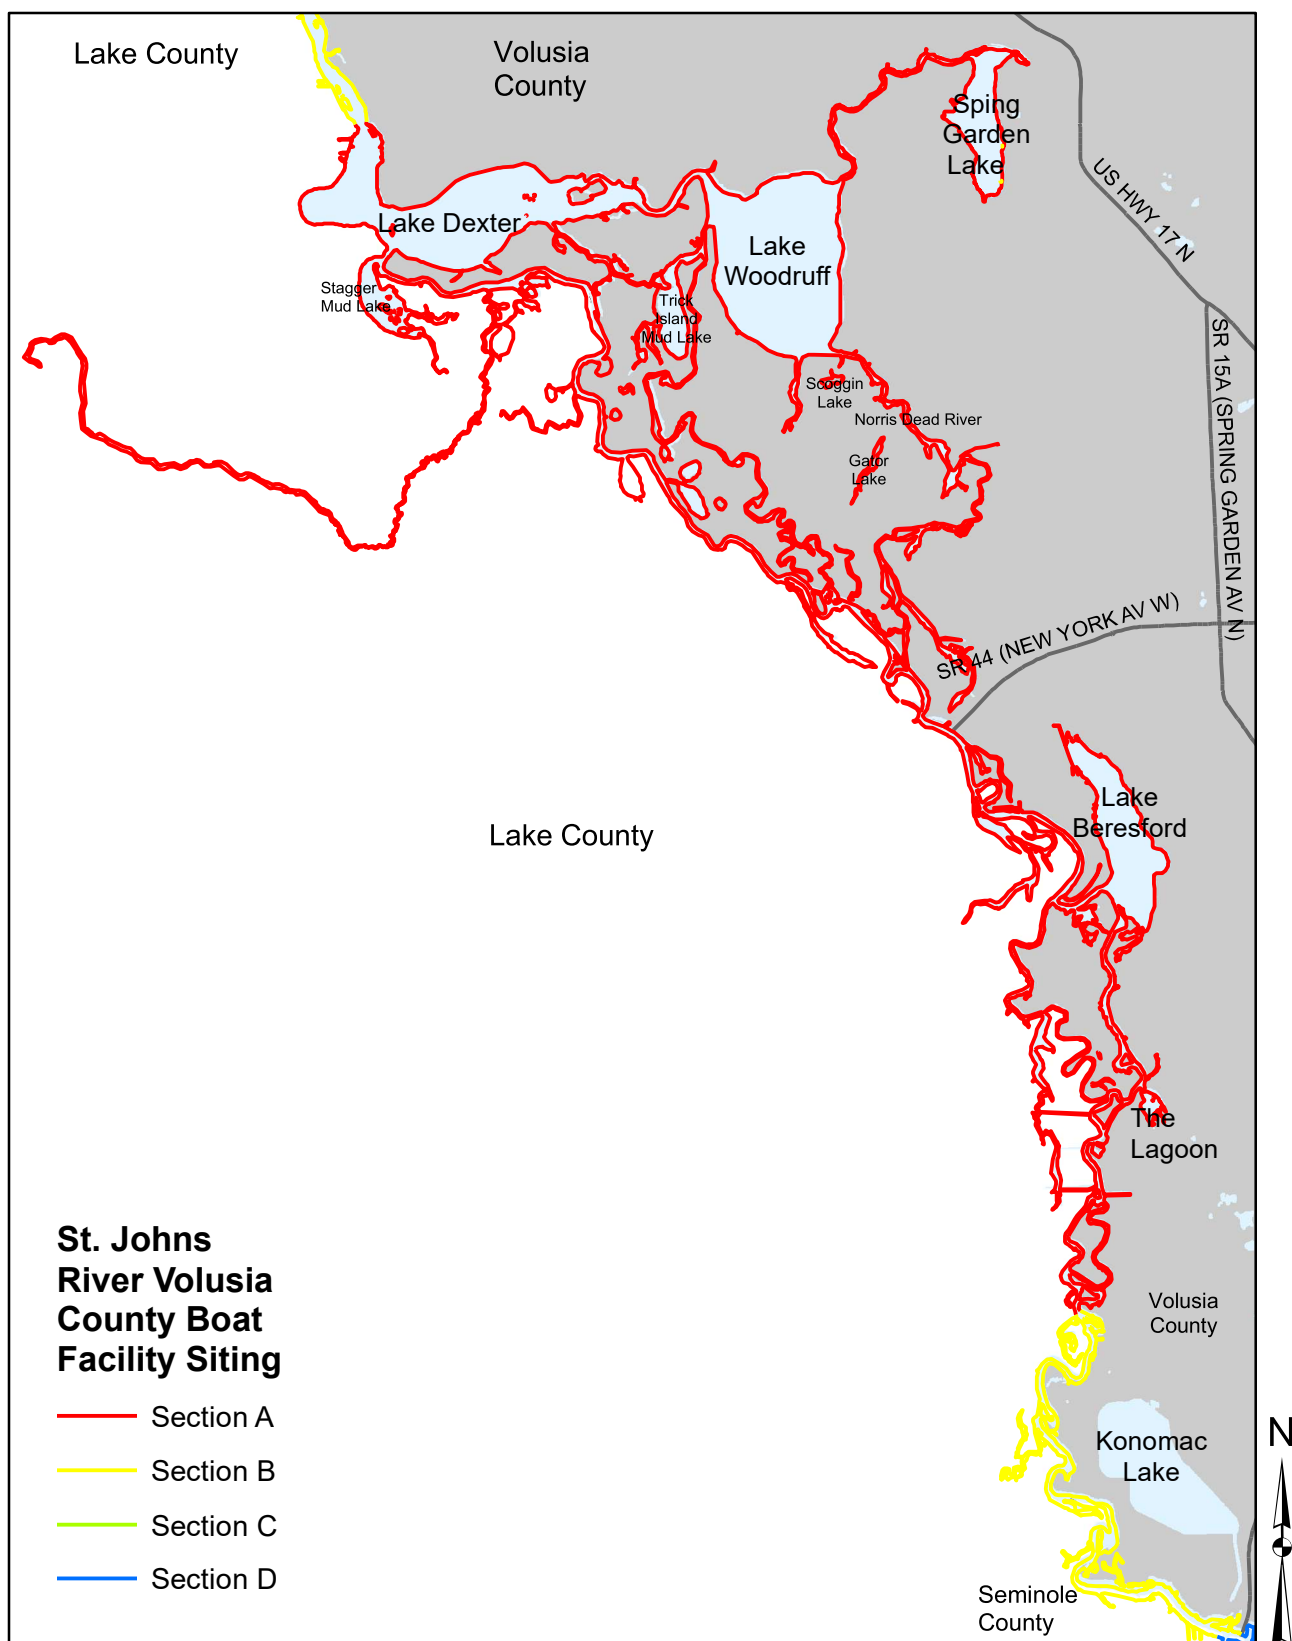 Lake County
Volusia
County
Sping
Garden
Lake
US HWY 17 N
Lake Dexter
Lake
Woodruff
Stagger
Mud Lake
Trick
Island
Mud Lake
SR 15A (SPRING GARDEN AV N)
Scoggin
Lake
Norris Dead River
Gator
Lake
SR 44 (NEW YORK AV W)
Lake
Beresford
Lake County
The
Lagoon
St. Johns
River Volusia
County Boat
Facility Siting
Section A
Section B
Section C
Section D
Volusia
County
Konomac
Lake
N
Seminole
County